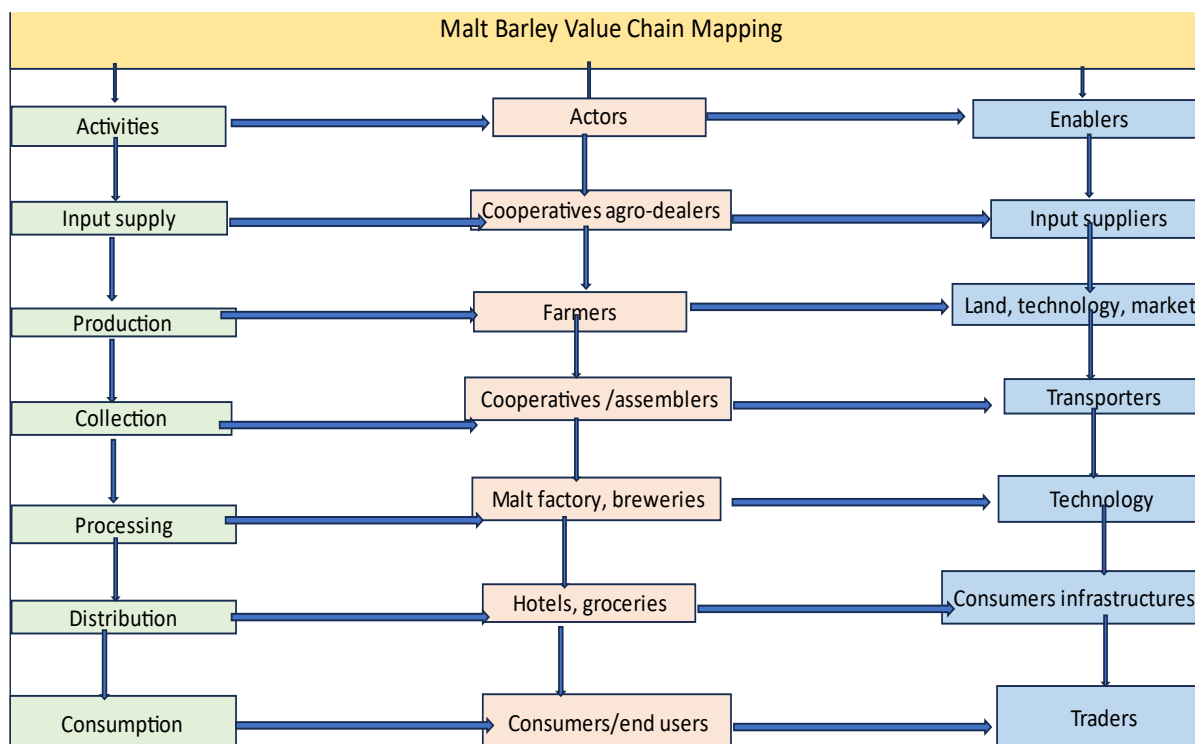 Malt Barley Value Chain Mapping
Activities
Actors
Enablers
Input supply
Cooperatives agro-dealers
Input suppliers
Production
Farmers
Land, technology, market
Collection
Cooperatives /assemblers
Transporters
Processing
Malt factory, breweries
Technology
Distribution
Hotels, groceries
Consumers infrastructures
Consumption
Consumers/end users
Traders